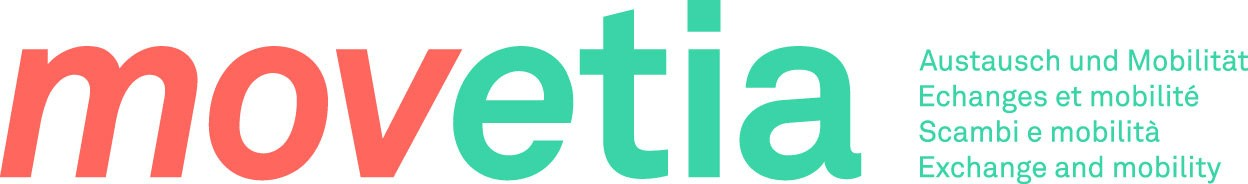 movetia
Austausch und Mobilität
Echanges et mobilité
Scambi e mobilità
Exchange and mobility